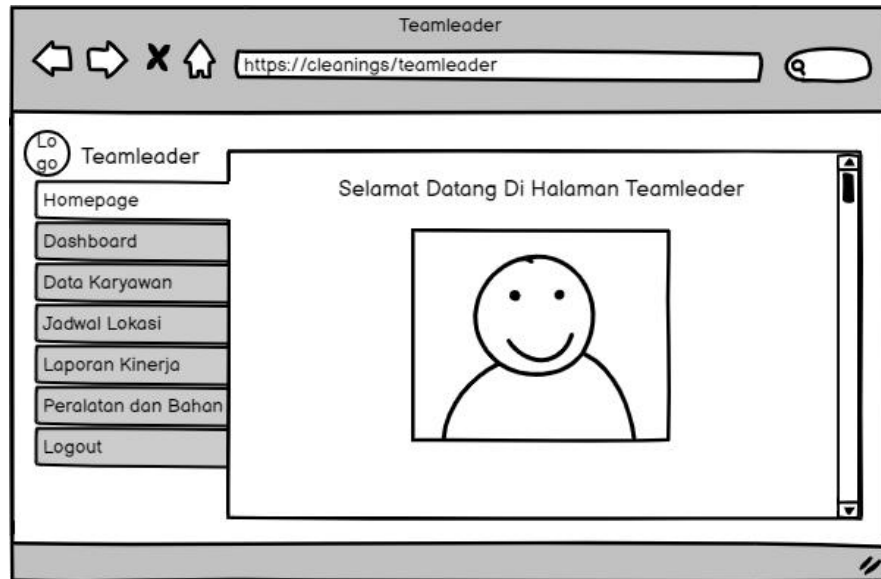 Teamleader
https://cleanings/teamleader
Lo
go
Teamleader
Homepage
Dashboard
Data Karyawan
Jadwal Lokasi
Laporan Kinerja
Peralatan dan Bahan
Logout
Selamat Datang Di Halaman Teamleader